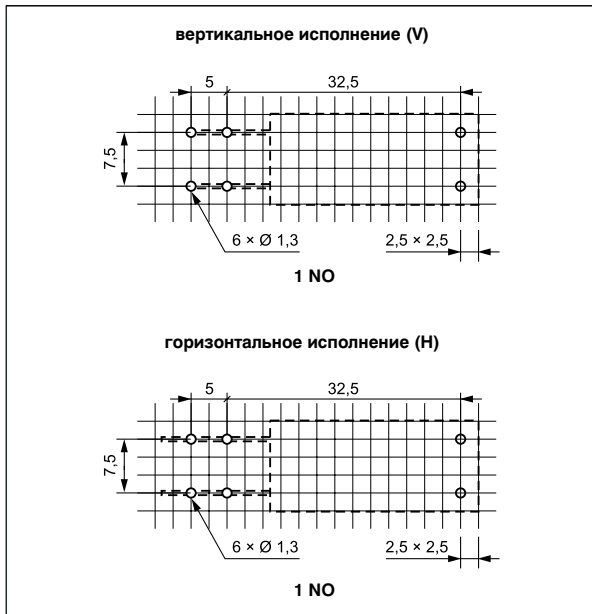 вертикальное исполнение (V)
5
32,5
7,5
6 × Ø 1,3
2,5 × 2,5
1 NO
горизонтальное исполнение (H)
5
32,5
7,5
6 × Ø 1,3
2,5 × 2,5
1 NO